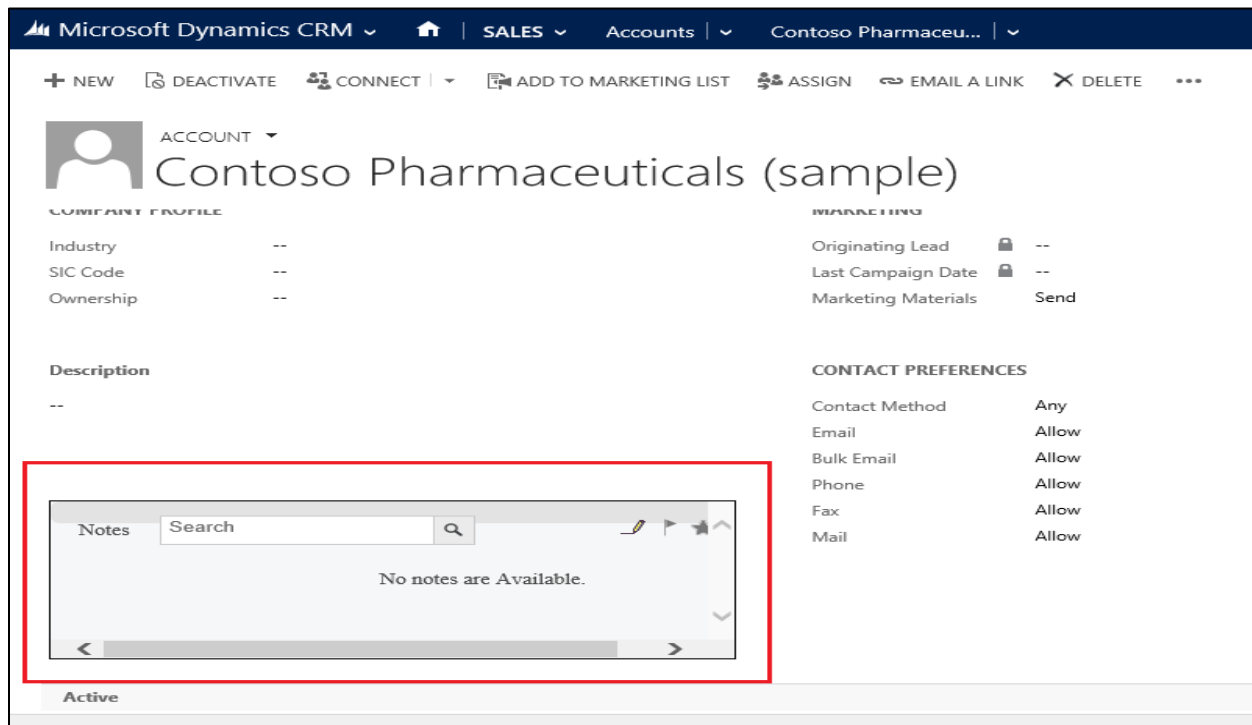 Microsoft Dynamics CRM SALES Accounts Contoso Pharmaceu...
NEW DEACTIVATE CONNECT ADD TO MARKETING LIST ASSIGN EMAIL A LINK DELETE ...
ACCOUNT
Contoso Pharmaceuticals (sample)
COMPANY PROFILE
Industry --
SIC Code --
Ownership --
Description
--
Notes Search
No notes are Available.
MARKETING
Originating Lead --
Last Campaign Date --
Marketing Materials Send
CONTACT PREFERENCES
Contact Method Any
Email Allow
Bulk Email Allow
Phone Allow
Fax Allow
Mail Allow
Active